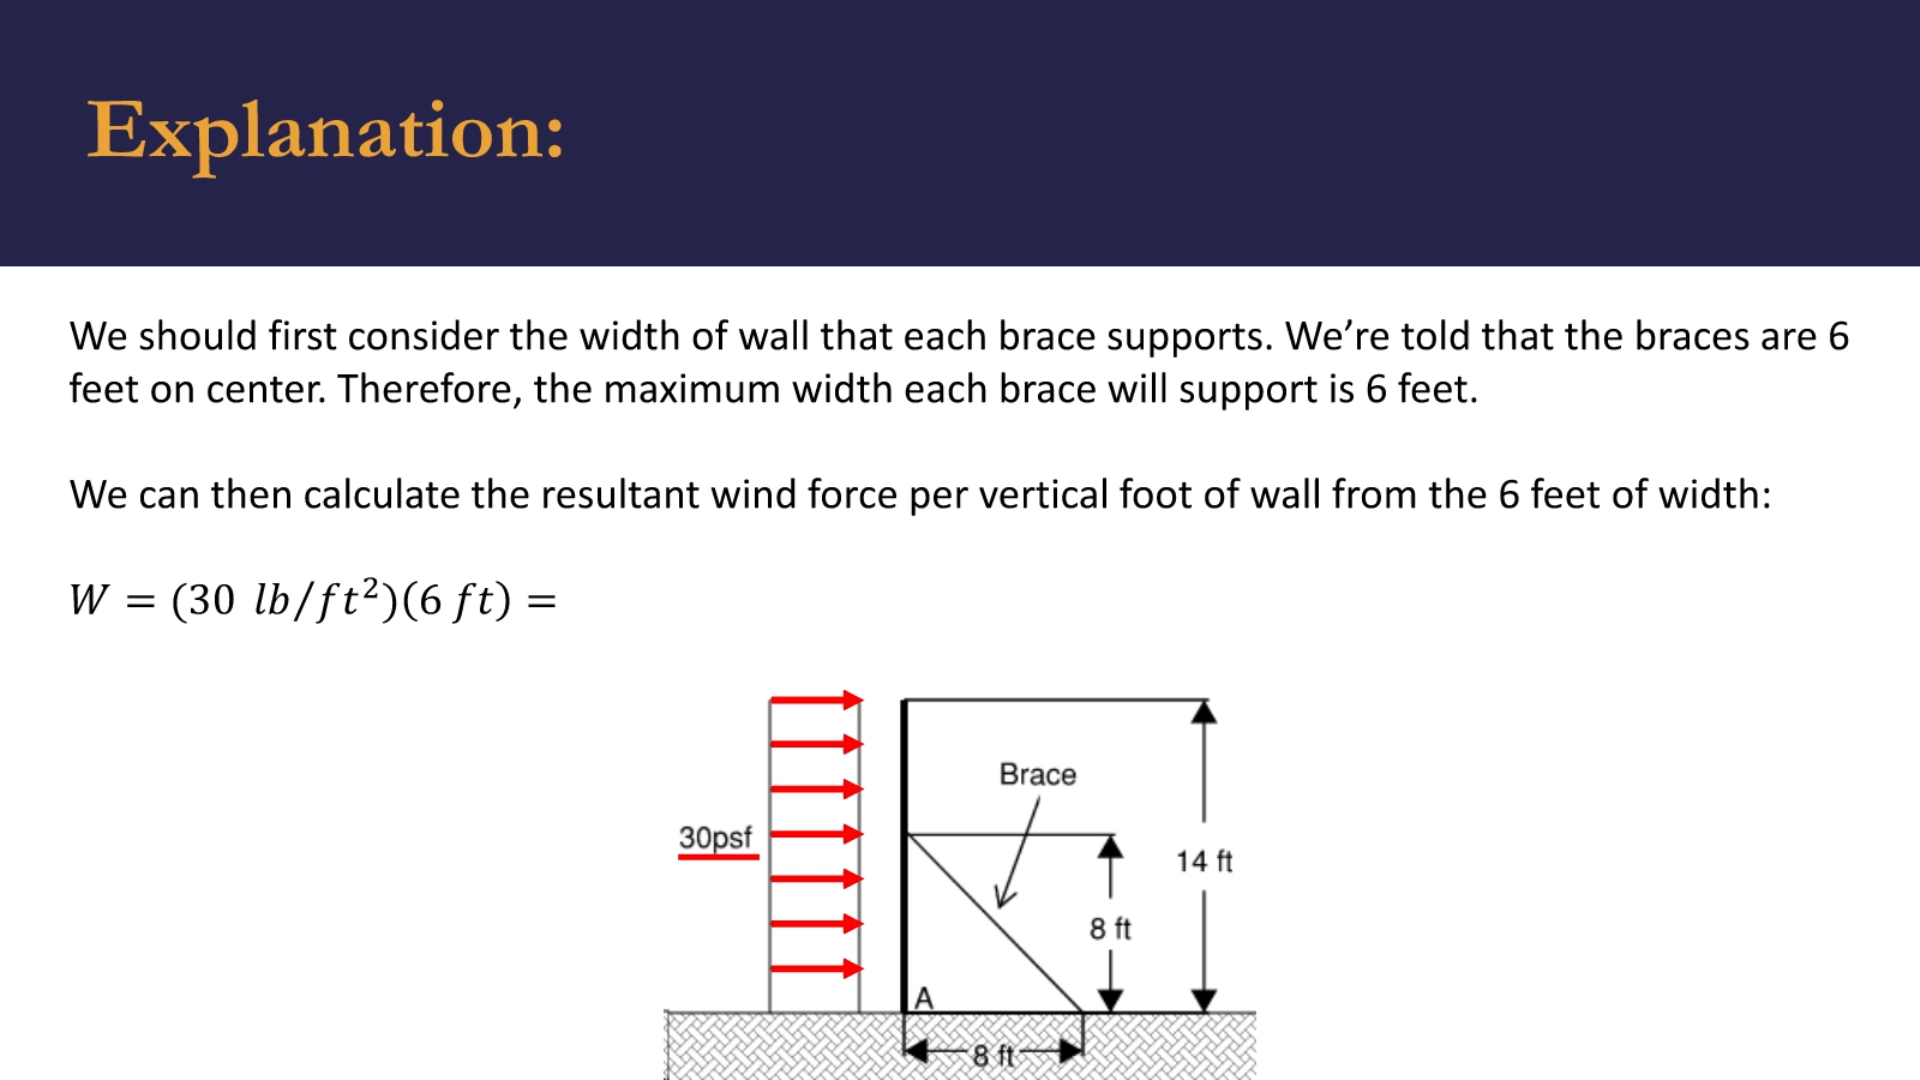 Explanation:
We should first consider the width of wall that each brace supports. We’re told that the braces are 6
feet on center. Therefore, the maximum width each brace will support is 6 feet.
We can then calculate the resultant wind force per vertical foot of wall from the 6 feet of width:
W = (30 lb/ft²)(6 ft) =
Brace
30psf
14 ft
8 ft
A
8 ft